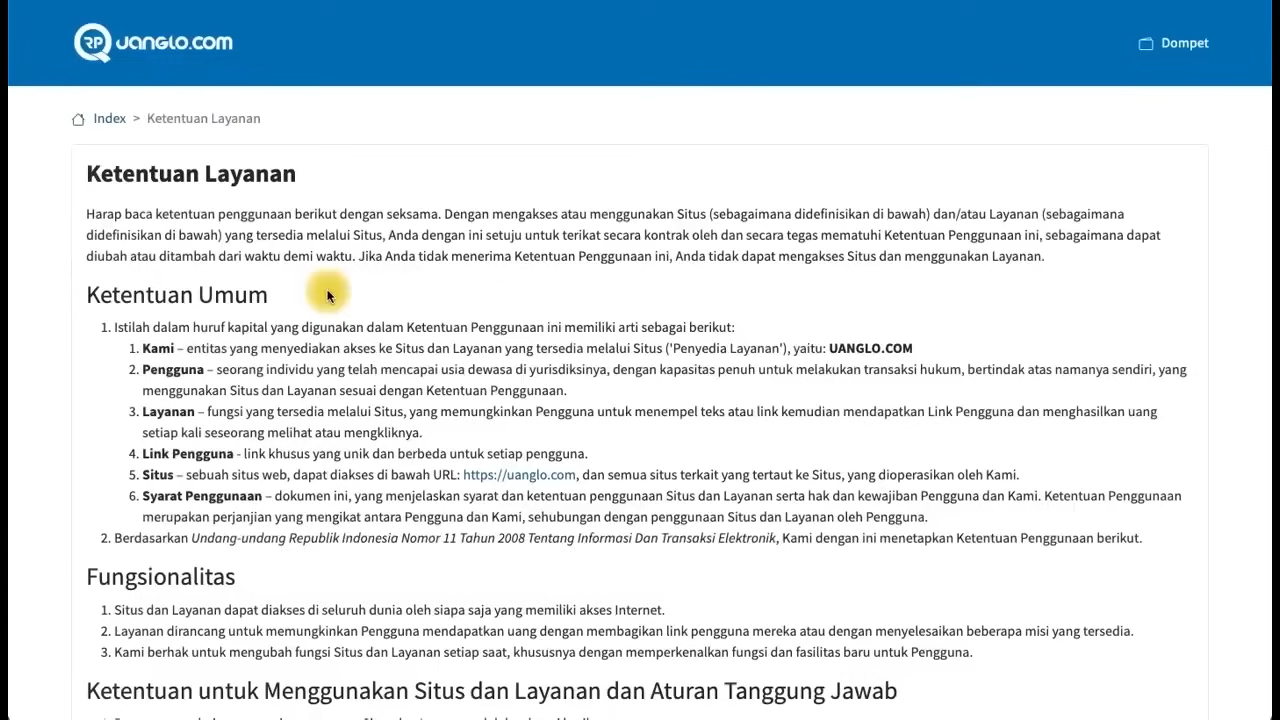 RP UANGLO.COM
Dompet
Index > Ketentuan Layanan
Ketentuan Layanan
Harap baca ketentuan penggunaan berikut dengan seksama. Dengan mengakses atau menggunakan Situs (sebagaimana didefinisikan di bawah) dan/atau Layanan (sebagaimana
didefinisikan di bawah) yang tersedia melalui Situs, Anda dengan ini setuju untuk terikat secara kontrak oleh dan secara tegas mematuhi Ketentuan Penggunaan ini, sebagaimana dapat
diubah atau ditambah dari waktu demi waktu. Jika Anda tidak menerima Ketentuan Penggunaan ini, Anda tidak dapat mengakses Situs dan menggunakan Layanan.
Ketentuan Umum
1. Istilah dalam huruf kapital yang digunakan dalam Ketentuan Penggunaan ini memiliki arti sebagai berikut:
1. Kami – entitas yang menyediakan akses ke Situs dan Layanan yang tersedia melalui Situs ('Penyedia Layanan'), yaitu: UANGLO.COM
2. Pengguna – seorang individu yang telah mencapai usia dewasa di yurisdiksinya, dengan kapasitas penuh untuk melakukan transaksi hukum, bertindak atas namanya sendiri, yang
menggunakan Situs dan Layanan sesuai dengan Ketentuan Penggunaan.
3. Layanan – fungsi yang tersedia melalui Situs, yang memungkinkan Pengguna untuk menempel teks atau link kemudian mendapatkan Link Pengguna dan menghasilkan uang
setiap kali seseorang melihat atau mengkliknya.
4. Link Pengguna - link khusus yang unik dan berbeda untuk setiap pengguna.
5. Situs – sebuah situs web, dapat diakses di bawah URL: https://uanglo.com, dan semua situs terkait yang tertaut ke Situs, yang dioperasikan oleh Kami.
6. Syarat Penggunaan – dokumen ini, yang menjelaskan syarat dan ketentuan penggunaan Situs dan Layanan serta hak dan kewajiban Pengguna dan Kami. Ketentuan Penggunaan
merupakan perjanjian yang mengikat antara Pengguna dan Kami, sehubungan dengan penggunaan Situs dan Layanan oleh Pengguna.
2. Berdasarkan Undang-undang Republik Indonesia Nomor 11 Tahun 2008 Tentang Informasi Dan Transaksi Elektronik, Kami dengan ini menetapkan Ketentuan Penggunaan berikut.
Fungsionalitas
1. Situs dan Layanan dapat diakses di seluruh dunia oleh siapa saja yang memiliki akses Internet.
2. Layanan dirancang untuk memungkinkan Pengguna mendapatkan uang dengan membagikan link pengguna mereka atau dengan menyelesaikan beberapa misi yang tersedia.
3. Kami berhak untuk mengubah fungsi Situs dan Layanan setiap saat, khususnya dengan memperkenalkan fungsi dan fasilitas baru untuk Pengguna.
Ketentuan untuk Menggunakan Situs dan Layanan dan Aturan Tanggung Jawab